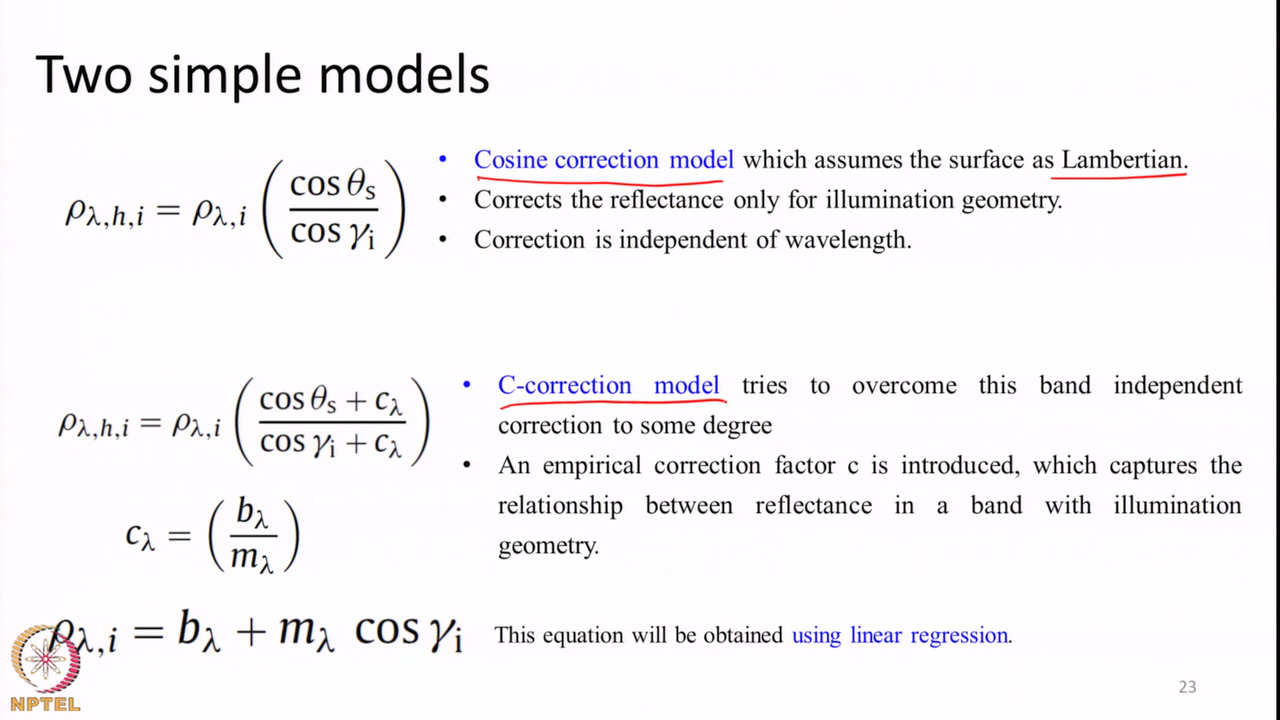 Two simple models
ρλ,h,i = ρλ,i (cos θs / cos γi)
• Cosine correction model which assumes the surface as Lambertian.
• Corrects the reflectance only for illumination geometry.
• Correction is independent of wavelength.
ρλ,h,i = ρλ,i (cos θs + cλ / cos γi + cλ)
• C-correction model tries to overcome this band independent
correction to some degree
• An empirical correction factor c is introduced, which captures the
relationship between reflectance in a band with illumination
geometry.
cλ = (bλ / mλ)
ρλ,i = bλ + mλ cos γi
This equation will be obtained using linear regression.
NPTEL
23